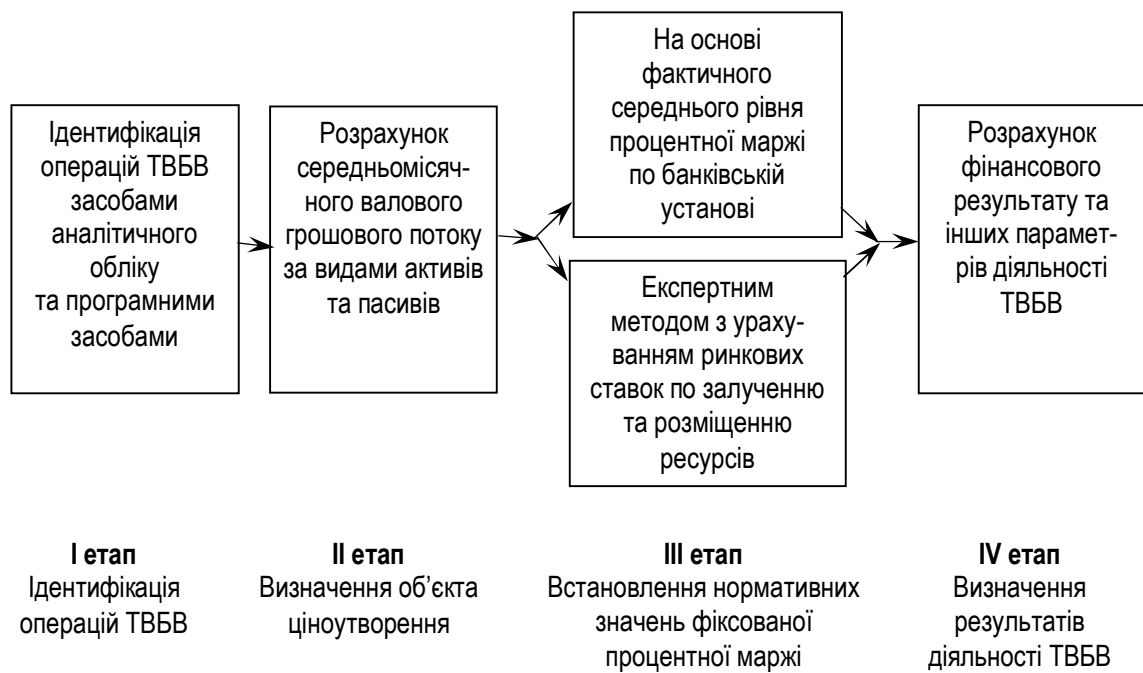 Ідентифікація
операцій ТВБВ
засобами
аналітичного
обліку
та програмними
засобами
Розрахунок
середньомісяч-
ного валового
грошового потоку
за видами активів
та пасивів
На основі
фактичного
середнього рівня
процентної маржі
по банківській
установі
Експертним
методом з ураху-
ванням ринкових
ставок по залученню
та розміщенню
ресурсів
Розрахунок
фінансового
результату та
інших парамет-
рів діяльності
ТВБВ
I етап
Ідентифікація
операцій ТВБВ
II етап
Визначення об’єкта
ціноутворення
III етап
Встановлення нормативних
значень фіксованої
процентної маржі
IV етап
Визначення
результатів
діяльності ТВБВ